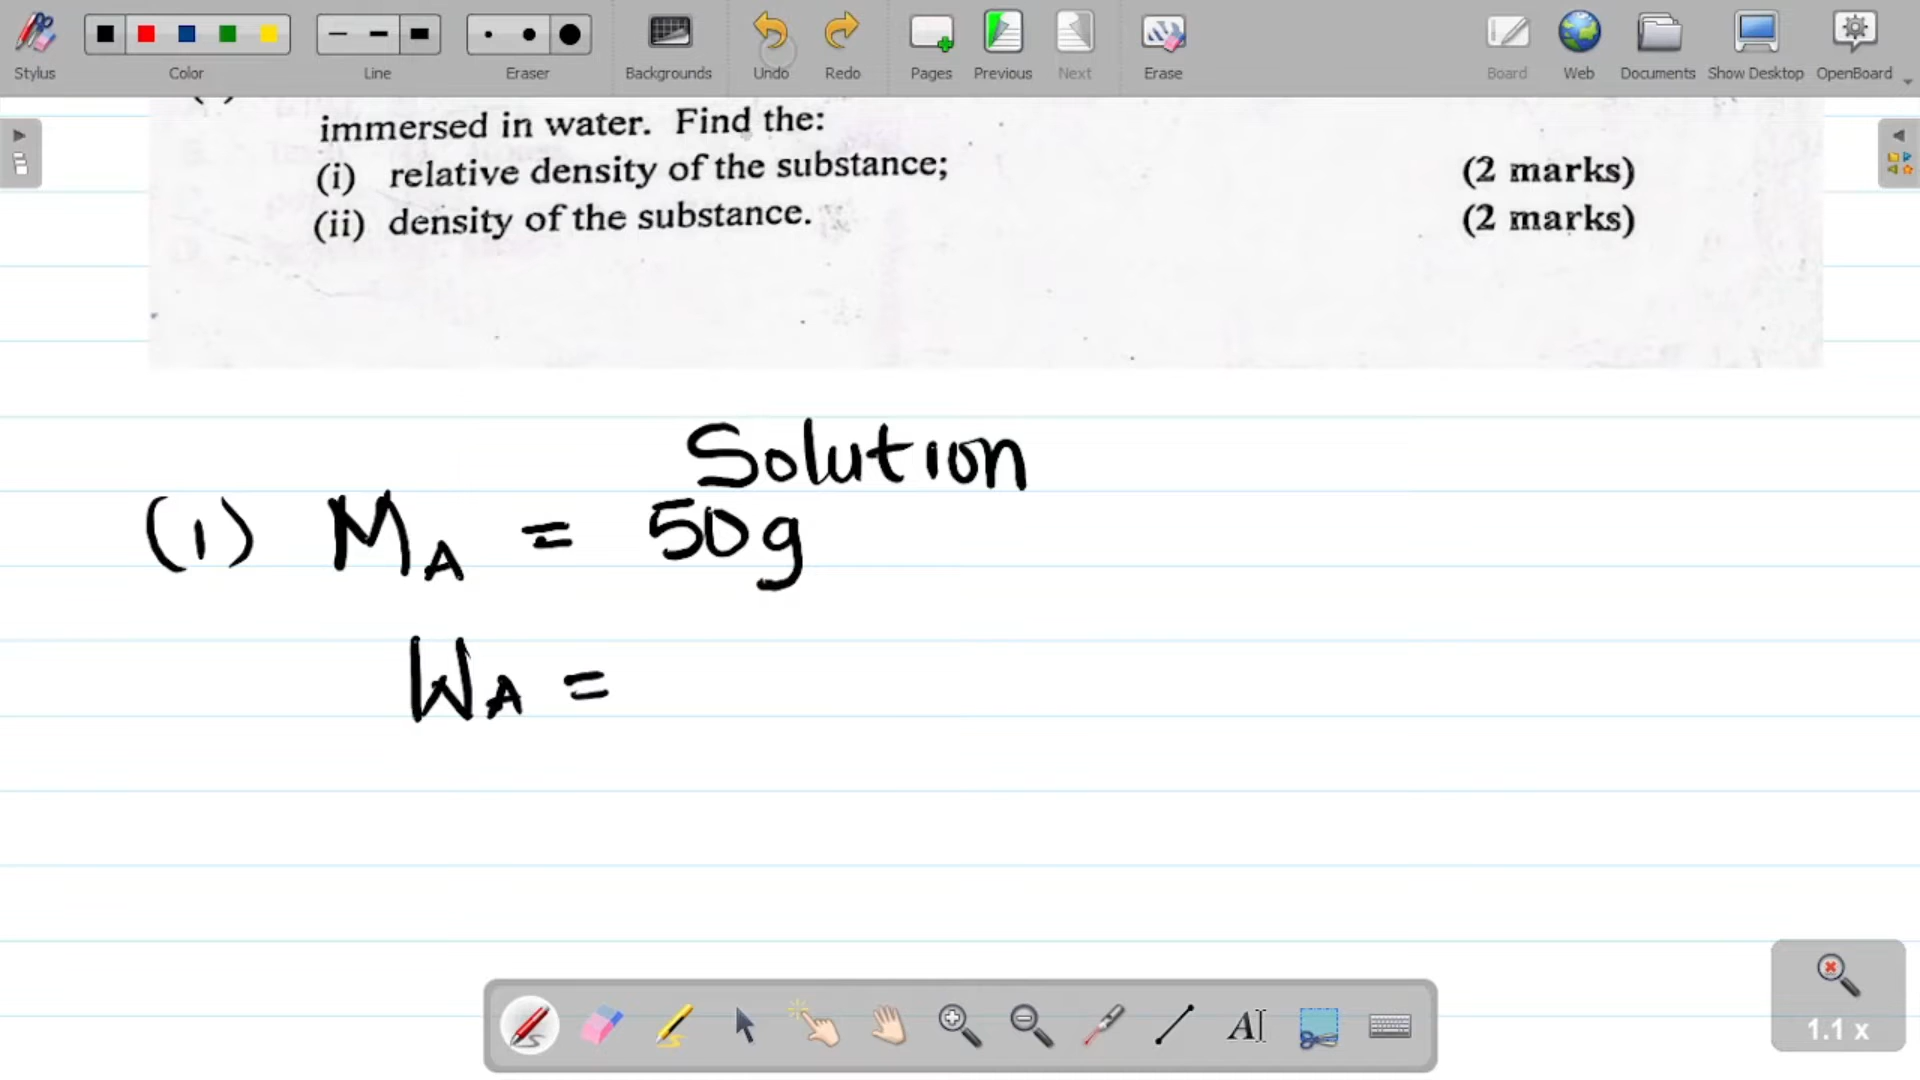 Stylus
Color
Line
Eraser
Backgrounds
Undo
Redo
Pages
Previous
Next
Erase
Board
Web
Documents
Show Desktop
OpenBoard
immersed in water. Find the:
(i) relative density of the substance; (2 marks)
(ii) density of the substance. (2 marks)
Solution
(1) MA = 50g
WA =
1.1 x